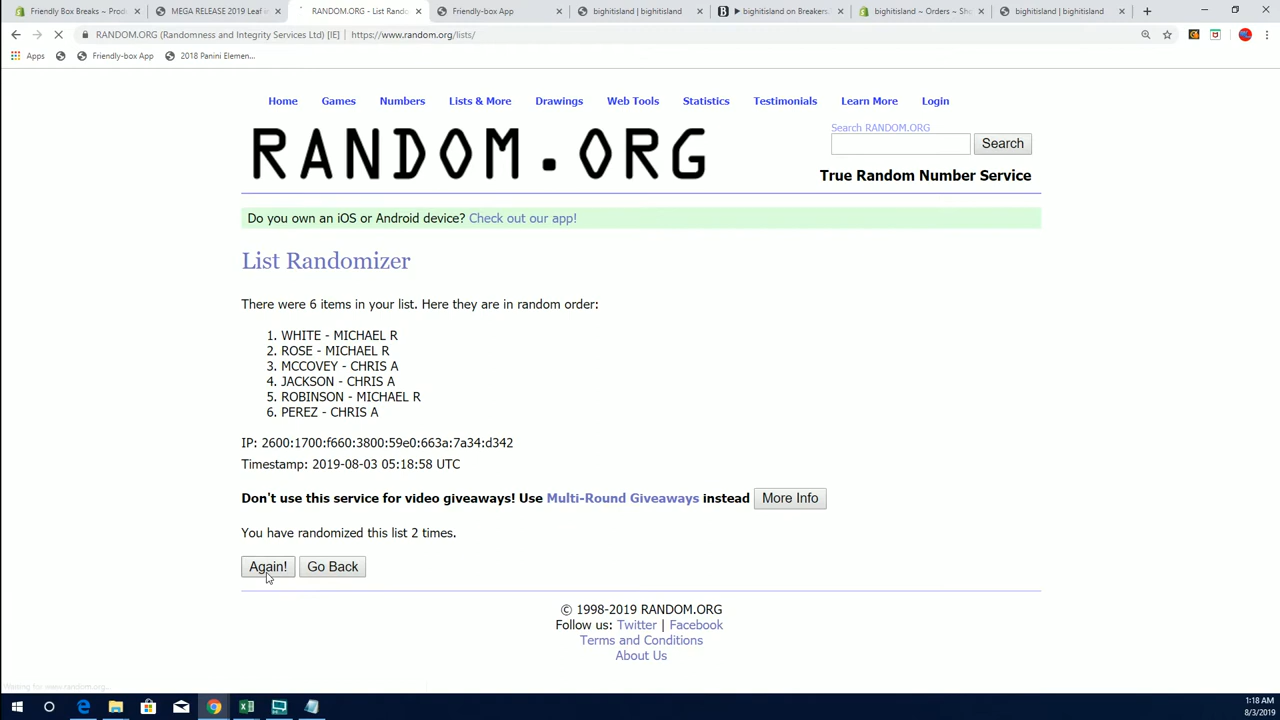 Friendly Box Breaks ~ Prod
MEGA RELEASE 2019 Leaf i
RANDOM.ORG - List Rando
Friendly-box App
bighitisland | bighitisland
bighitisland on Breakers.
bighitisland ~ Orders ~ Sho
bighitisland | bighitisland
RANDOM.ORG (Randomness and Integrity Services Ltd) [IE] | https://www.random.org/lists/
Apps
Friendly-box App
2018 Panini Elemen...
Home
Games
Numbers
Lists & More
Drawings
Web Tools
Statistics
Testimonials
Learn More
Login
RANDOM.ORG
Search RANDOM.ORG
Search
True Random Number Service
Do you own an iOS or Android device? Check out our app!
List Randomizer
There were 6 items in your list. Here they are in random order:
1. WHITE - MICHAEL R
2. ROSE - MICHAEL R
3. MCCOVEY - CHRIS A
4. JACKSON - CHRIS A
5. ROBINSON - MICHAEL R
6. PEREZ - CHRIS A
IP: 2600:1700:f660:3800:59e0:663a:7a34:d342
Timestamp: 2019-08-03 05:18:58 UTC
Don't use this service for video giveaways! Use Multi-Round Giveaways instead
More Info
You have randomized this list 2 times.
Again!
Go Back
© 1998-2019 RANDOM.ORG
Follow us: Twitter | Facebook
Terms and Conditions
About Us
Waiting for www.random.org...
1:18 AM
8/3/2019